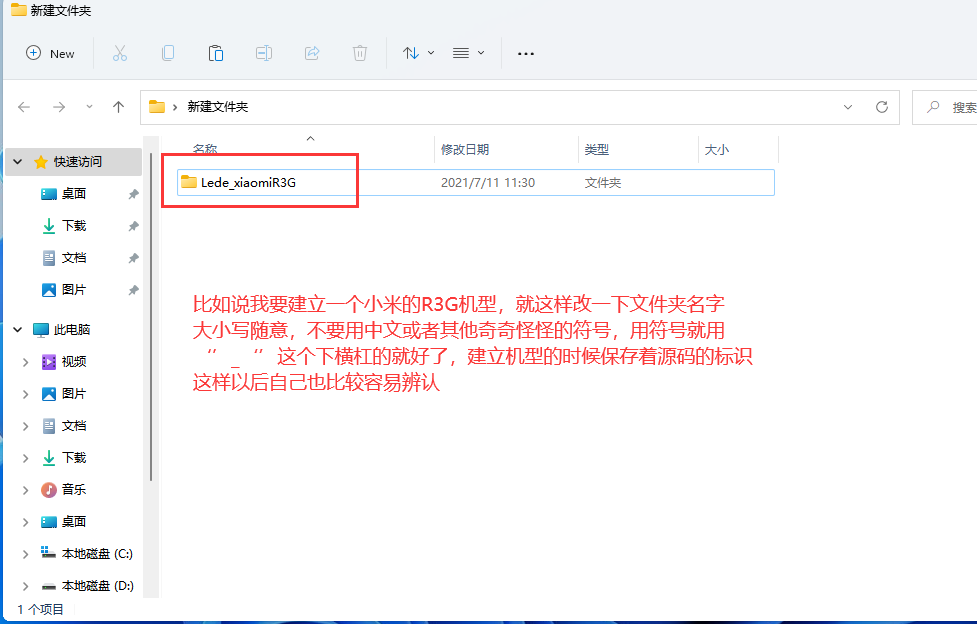 新建文件夹
New
新建文件夹
搜索
名称
修改日期
类型
大小
快速访问
Lede_xiaomiR3G
2021/7/11 11:30
文件夹
桌面
下载
文档
图片
比如说我要建立一个小米的R3G机型，就这样改一下文件夹名字
大小写随意，不要用中文或者其他奇奇怪怪的符号，用符号就用
“ _ “ 这个下横杠的就好了，建立机型的时候保存着源码的标识
这样以后自己也比较容易辨认
此电脑
视频
图片
文档
下载
音乐
桌面
本地磁盘 (C:)
本地磁盘 (D:)
1 个项目